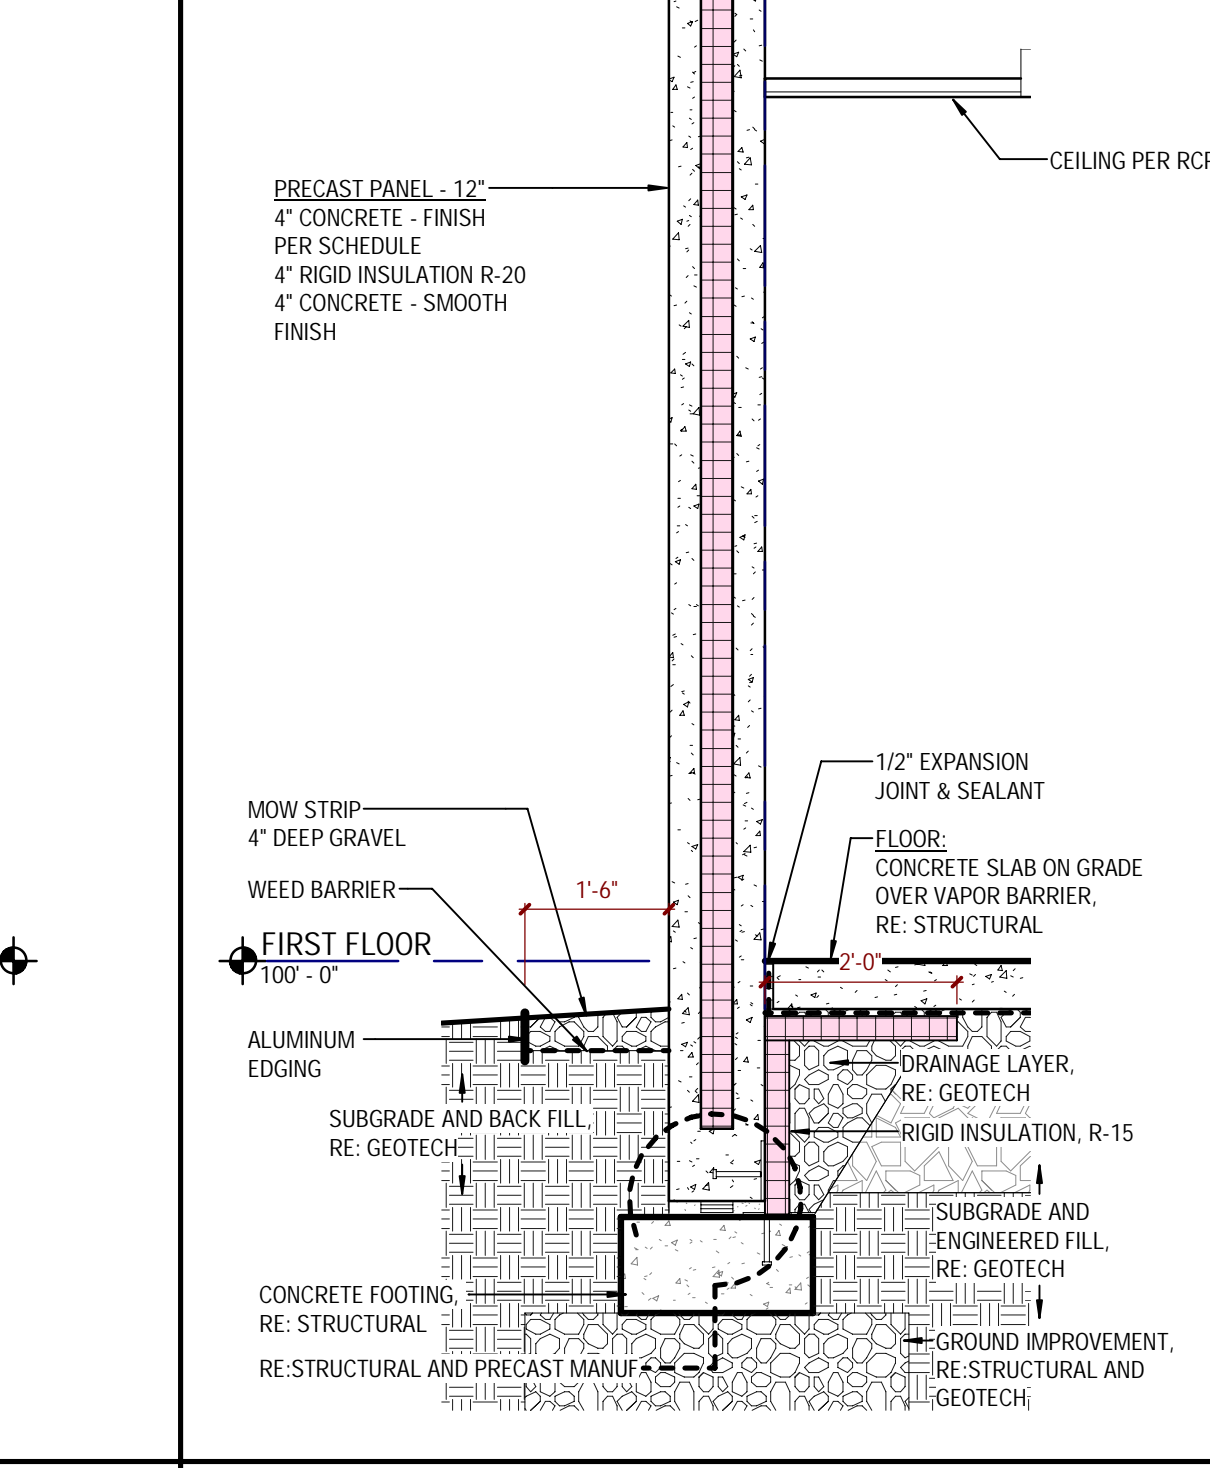 CEILING PER RCP
PRECAST PANEL - 12"
4" CONCRETE - FINISH
PER SCHEDULE
4" RIGID INSULATION R-20
4" CONCRETE - SMOOTH
FINISH
1/2" EXPANSION
JOINT & SEALANT
MOW STRIP
4" DEEP GRAVEL
FLOOR:
CONCRETE SLAB ON GRADE
OVER VAPOR BARRIER,
RE: STRUCTURAL
WEED BARRIER
1'-6"
FIRST FLOOR
100' - 0"
2'-0"
ALUMINUM
EDGING
DRAINAGE LAYER,
RE: GEOTECH
SUBGRADE AND BACK FILL,
RE: GEOTECH
RIGID INSULATION, R-15
SUBGRADE AND
ENGINEERED FILL,
RE: GEOTECH
CONCRETE FOOTING,
RE: STRUCTURAL
GROUND IMPROVEMENT,
RE:STRUCTURAL AND
GEOTECH
RE:STRUCTURAL AND PRECAST MANUF